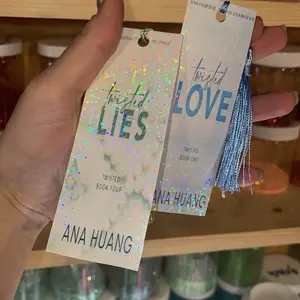 twisted
LIES
TWISTED
BOOK FOUR
ANA HUANG
twisted
LOVE
TWISTED
BOOK ONE
ANA HUANG